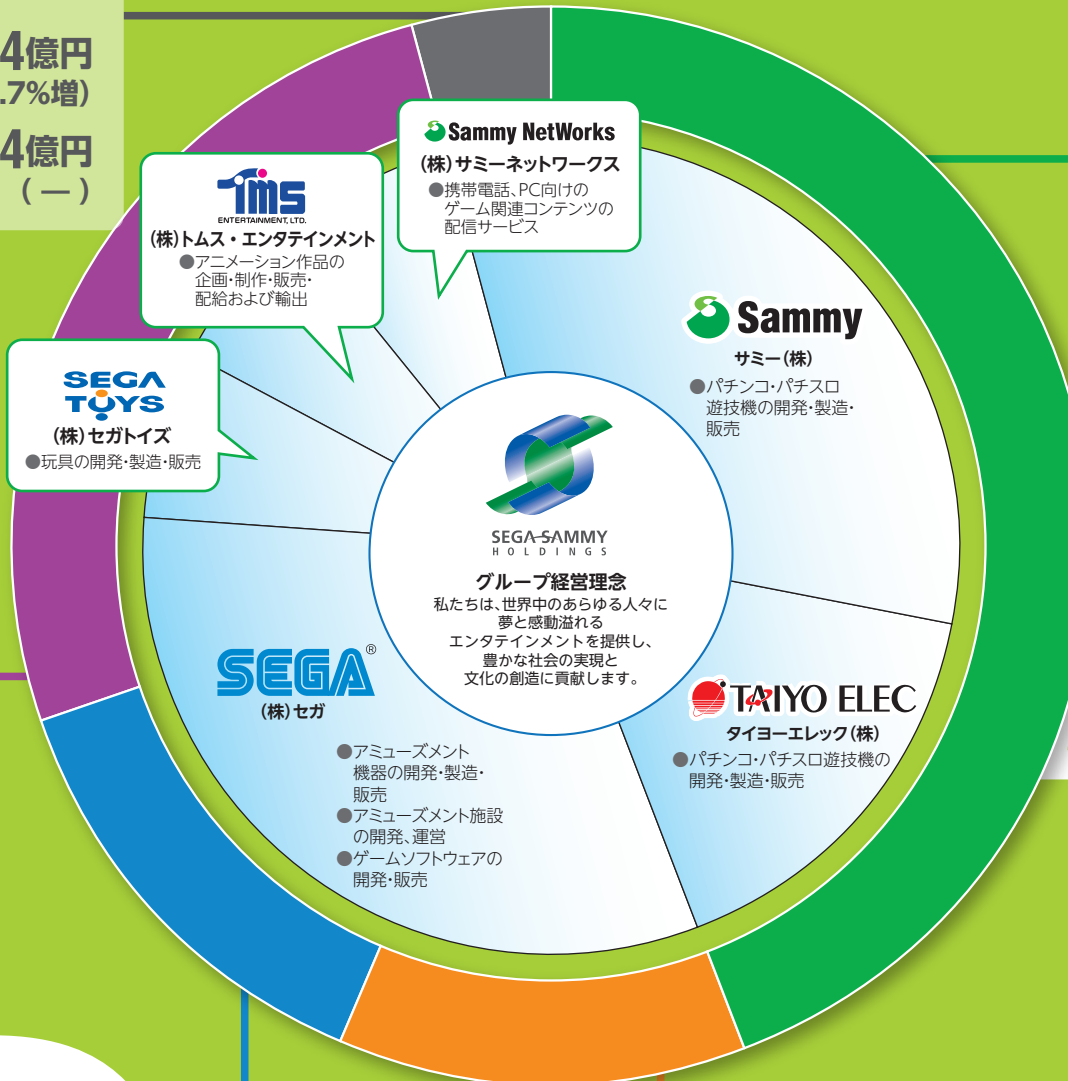 4億円
.7%増）
4億円
（ — ）
Sammy NetWorks
（株）サミーネットワークス
●携帯電話、PC向けの
ゲーム関連コンテンツの
配信サービス
TMS
ENTERTAINMENT, LTD.
（株）トムス・エンタテインメント
●アニメーション作品の
企画・制作・販売・
配給および輸出
SEGA
TOYS
（株）セガトイズ
●玩具の開発・製造・販売
Sammy
サミー（株）
●パチンコ・パチスロ
遊技機の開発・製造・
販売
SEGA SAMMY
HOLDINGS
グループ経営理念
私たちは、世界中のあらゆる人々に
夢と感動溢れる
エンタテインメントを提供し、
豊かな社会の実現と
文化の創造に貢献します。
SEGA®
（株）セガ
●アミューズメント
機器の開発・製造・
販売
●アミューズメント施設
の開発、運営
●ゲームソフトウェアの
開発・販売
TAIYO ELEC
タイヨーエレック（株）
●パチンコ・パチスロ遊技機の
開発・製造・販売